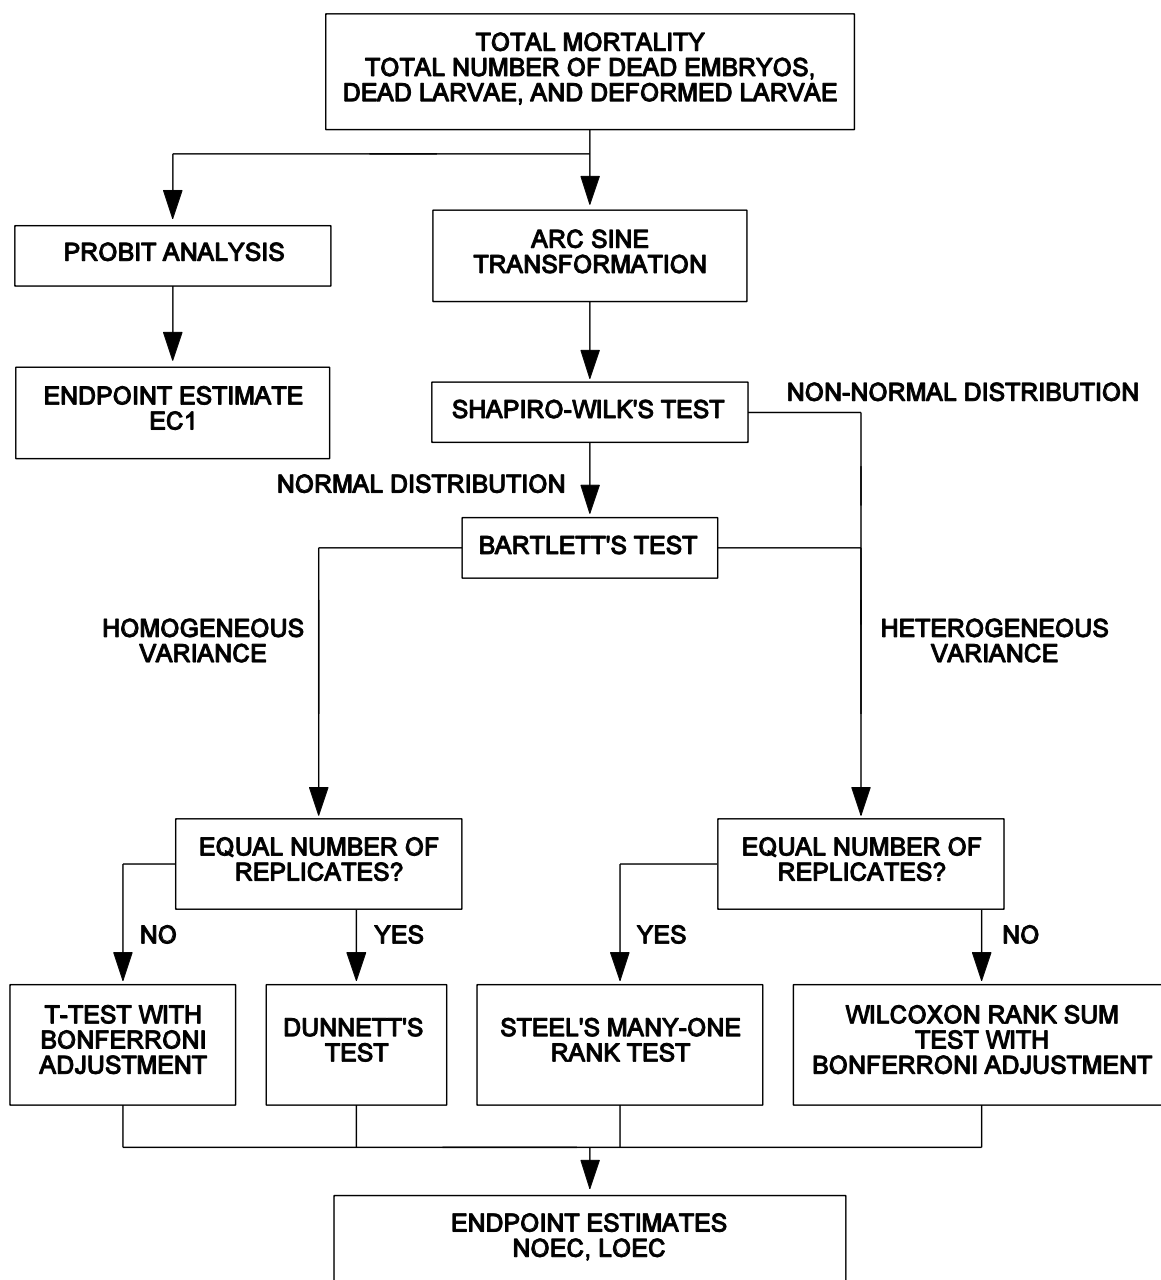 TOTAL MORTALITY
TOTAL NUMBER OF DEAD EMBRYOS,
DEAD LARVAE, AND DEFORMED LARVAE
PROBIT ANALYSIS
ARC SINE
TRANSFORMATION
ENDPOINT ESTIMATE
EC1
SHAPIRO-WILK'S TEST
NON-NORMAL DISTRIBUTION
NORMAL DISTRIBUTION
BARTLETT'S TEST
HOMOGENEOUS
VARIANCE
HETEROGENEOUS
VARIANCE
EQUAL NUMBER OF
REPLICATES?
EQUAL NUMBER OF
REPLICATES?
NO
YES
YES
NO
T-TEST WITH
BONFERRONI
ADJUSTMENT
DUNNETT'S
TEST
STEEL'S MANY-ONE
RANK TEST
WILCOXON RANK SUM
TEST WITH
BONFERRONI ADJUSTMENT
ENDPOINT ESTIMATES
NOEC, LOEC